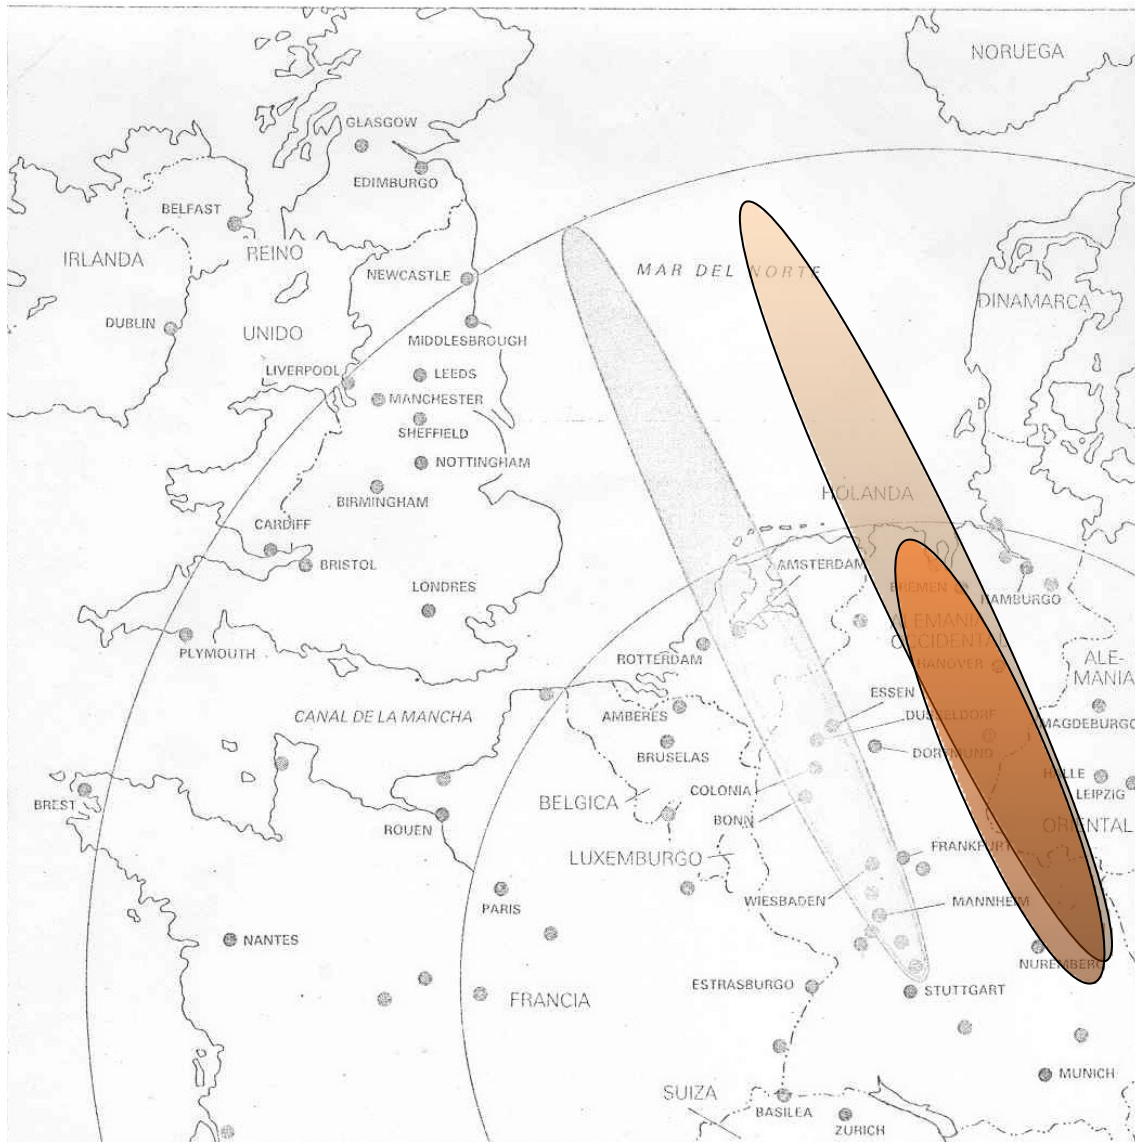 NORUEGA
GLASGOW
EDIMBURGO
BELFAST
IRLANDA
REINO
NEWCASTLE
MAR DEL NORTE
DINAMARCA
DUBLIN
UNIDO
MIDDLESBROUGH
LIVERPOOL
LEEDS
MANCHESTER
SHEFFIELD
NOTTINGHAM
BIRMINGHAM
HOLANDA
CARDIFF
BRISTOL
AMSTERDAM
LONDRES
BREMEN
HAMBURGO
ALEMANIA
OCCIDENTAL
PLYMOUTH
ROTTERDAM
HANOVER
ALE-
MANIA
ESSEN
CANAL DE LA MANCHA
AMBERES
DUSSELDORF
MAGDEBURGO
BRUSELAS
DORTMUND
HALLE
LEIPZIG
BREST
BELGICA
COLONIA
ROUEN
BONN
ORIENTAL
LUXEMBURGO
FRANKFURT
PARIS
WIESBADEN
MANNHEIM
NANTES
NUREMBERG
ESTRASBURGO
STUTTGART
FRANCIA
MUNICH
SUIZA
BASILEA
ZURICH